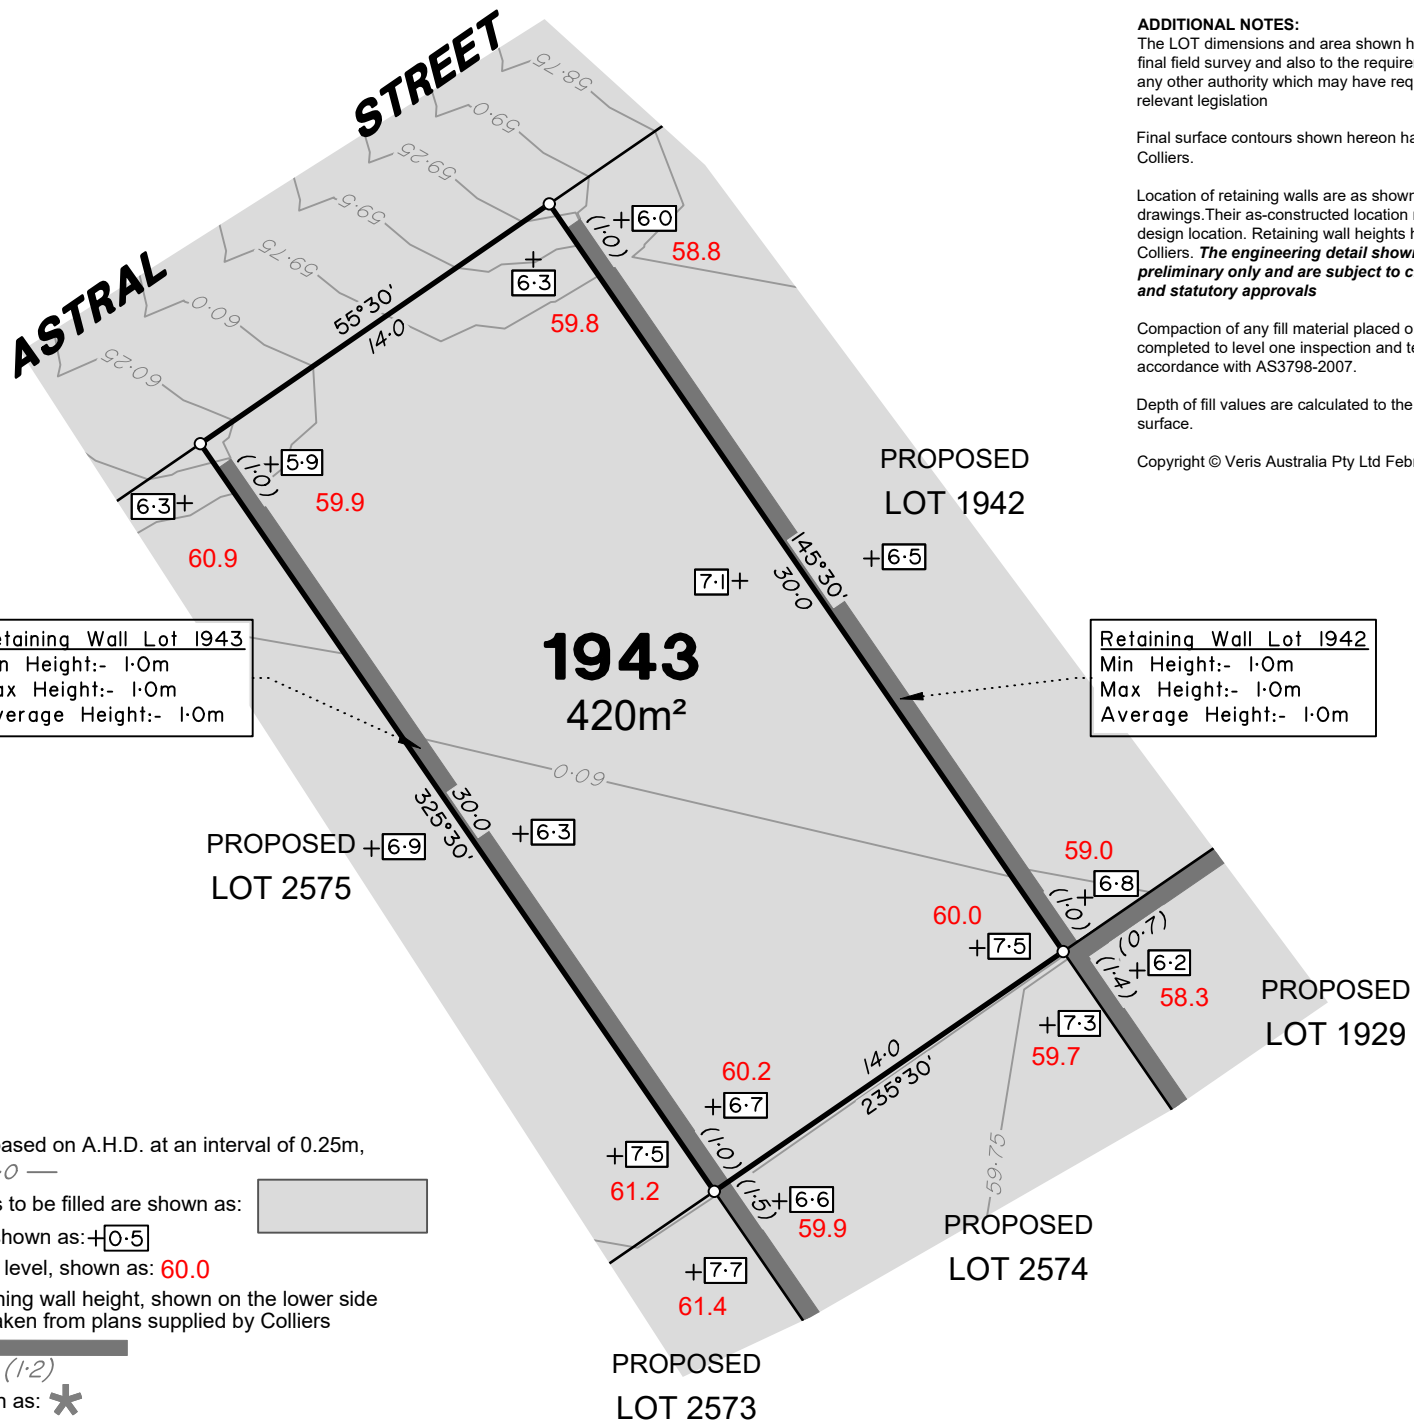 ADDITIONAL NOTES:
The LOT dimensions and area shown
final field survey and also to the
any other authority which may have
relevant legislation
Final surface contours shown hereon
Colliers.
Location of retaining walls are as shown
drawings.Their as-constructed location
design location. Retaining wall heights
Colliers. The engineering detail
preliminary only and are subject to
and statutory approvals
Compaction of any fill material placed
completed to level one inspection and
accordance with AS3798-2007.
Depth of fill values are calculated to the
surface.
Copyright © Veris Australia Pty Ltd
ASTRAL STREET
58·75
59·0
59·25
59·5
59·75
60·0
60·25
55°30'
14·0
(1·0)
6·0
58.8
6·3
59.8
(1·0)
5·9
59.9
6·3
60.9
PROPOSED
LOT 1942
6·5
7·1
145°30'
30·0
1943
420m²
Retaining Wall Lot 1943
Height:- 1·0m
Height:- 1·0m
Height:- 1·0m
Retaining Wall Lot 1942
Min Height:- 1·0m
Max Height:- 1·0m
Average Height:- 1·0m
60·0
30·0
325°30'
6·3
PROPOSED
LOT 2575
6·9
59.0
6·8
(1·0)
60.0
7·5
(0·7)
(1·4)
6·2
58.3
PROPOSED
LOT 1929
7·3
59.7
14·0
235°30'
60.2
6·7
(1·0)
7·5
61.2
(1·5)
6·6
59.9
59·75
PROPOSED
LOT 2574
7·7
61.4
PROPOSED
LOT 2573
based on A.H.D. at an interval of 0.25m,
to be filled are shown as:
shown as: 0·5
level, shown as: 60.0
wall height, shown on the lower side
taken from plans supplied by Colliers
(1·2)
as: